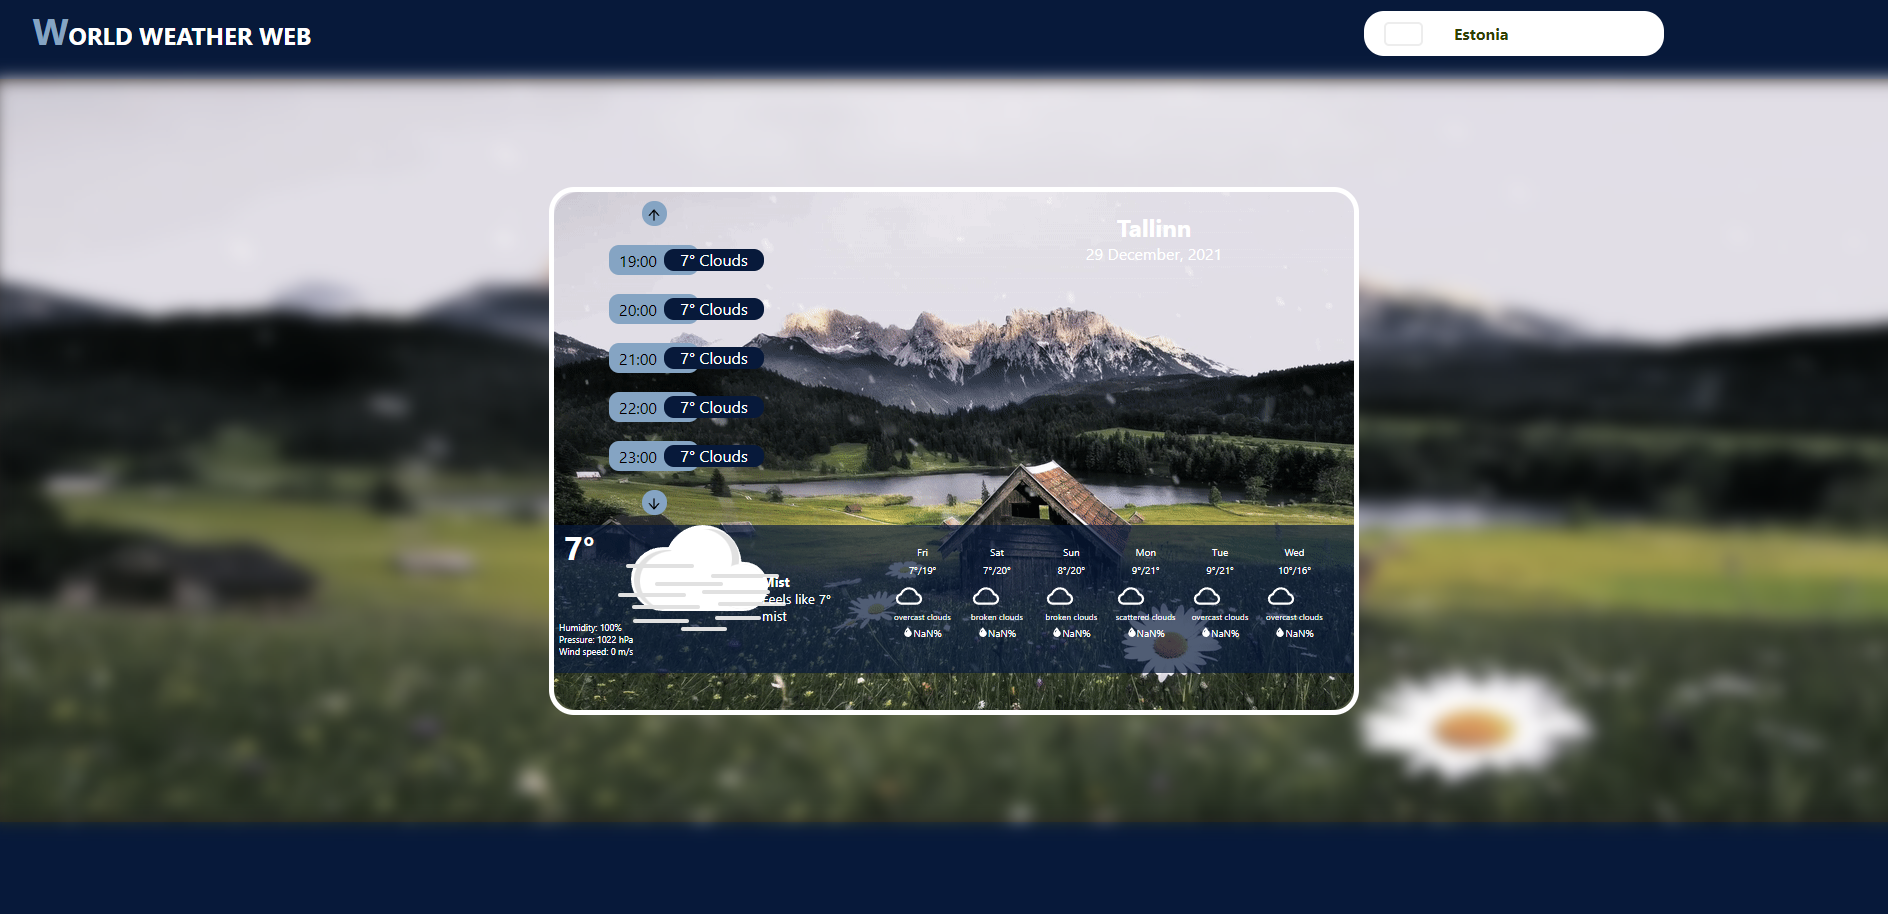 WORLD WEATHER WEB
Estonia
Tallinn
29 December, 2021
19:00 7° Clouds
20:00 7° Clouds
21:00 7° Clouds
22:00 7° Clouds
23:00 7° Clouds
7°
Mist
Feels like 7°
mist
Humidity: 100%
Pressure: 1022 hPa
Wind speed: 0 m/s
Fri Sat Sun Mon Tue Wed
7°/19° 7°/20° 8°/20° 9°/21° 9°/21° 10°/16°
overcast clouds broken clouds broken clouds scattered clouds overcast clouds overcast clouds
NaN% NaN% NaN% NaN% NaN% NaN%